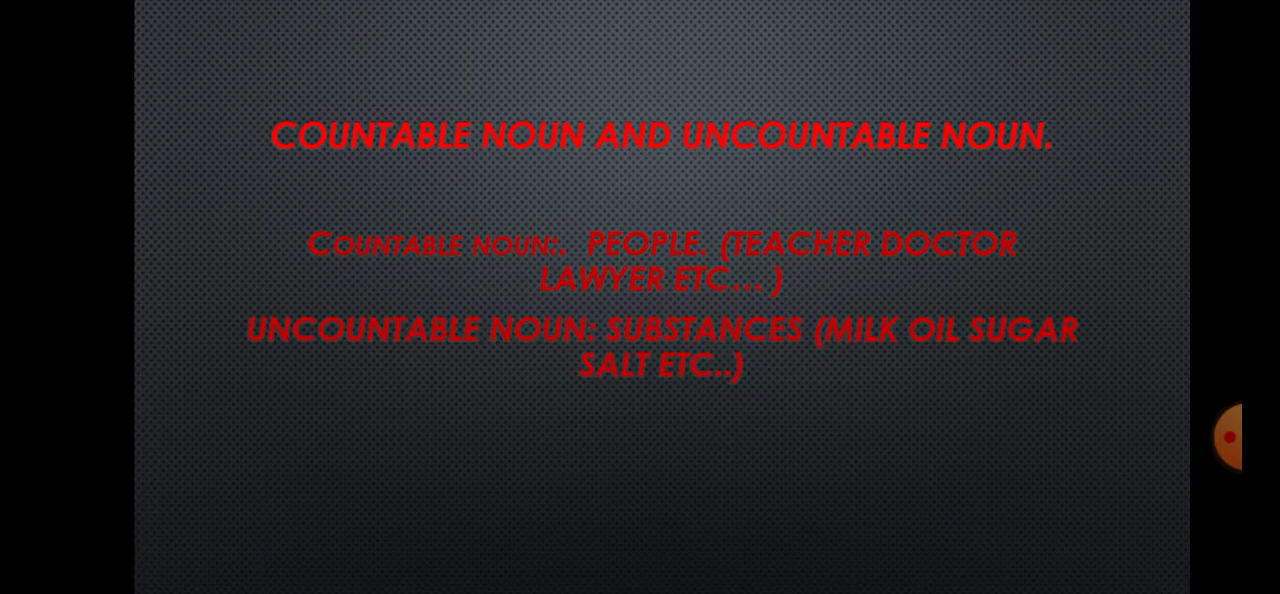 COUNTABLE NOUN AND UNCOUNTABLE NOUN.
COUNTABLE NOUN:. PEOPLE. (TEACHER DOCTOR
LAWYER ETC... )
UNCOUNTABLE NOUN: SUBSTANCES (MILK OIL SUGAR
SALT ETC..)